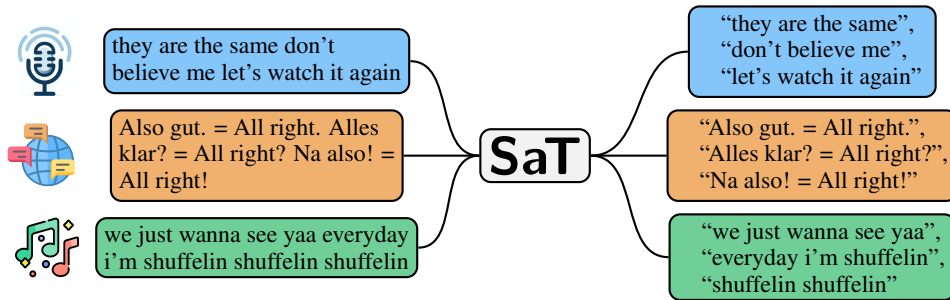 they are the same don't
believe me let's watch it again
Also gut. = All right. Alles
klar? = All right? Na also! =
All right!
we just wanna see yaa everyday
i'm shuffelin shuffelin shuffelin
SaT
“they are the same”,
“don't believe me”,
“let's watch it again”
“Also gut. = All right.”,
“Alles klar? = All right?”,
“Na also! = All right!”
“we just wanna see yaa”,
“everyday i'm shuffelin”,
“shuffelin shuffelin”